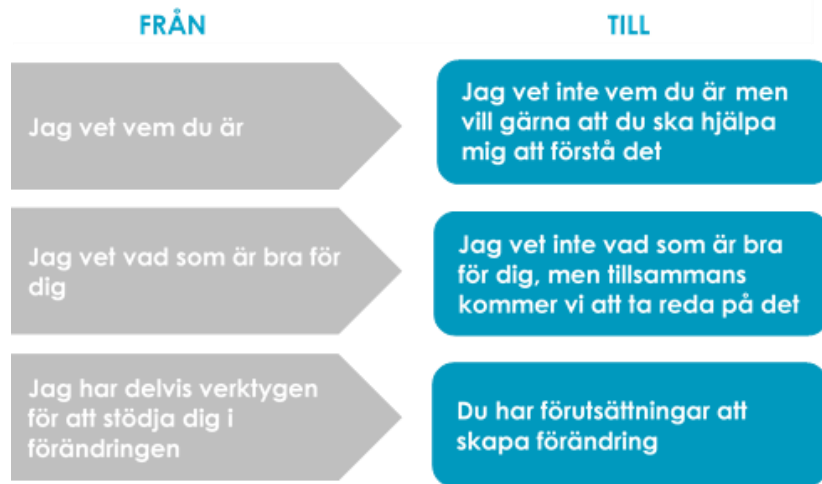 FRÅN
TILL
Jag vet vem du är
Jag vet inte vem du är men
vill gärna att du ska hjälpa
mig att förstå det
Jag vet vad som är bra för
dig
Jag vet inte vad som är bra
för dig, men tillsammans
kommer vi att ta reda på det
Jag har delvis verktygen
för att stödja dig i
förändringen
Du har förutsättningar att
skapa förändring